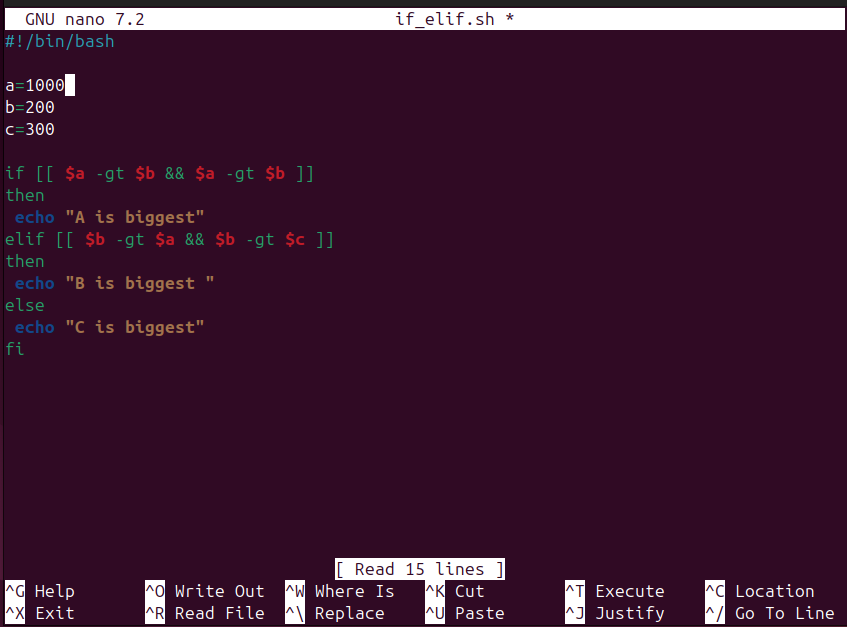 GNU nano 7.2 if_elif.sh *
#!/bin/bash
a=1000
b=200
c=300
if [[ $a -gt $b && $a -gt $b ]]
then
 echo "A is biggest"
elif [[ $b -gt $a && $b -gt $c ]]
then
 echo "B is biggest "
else
 echo "C is biggest"
fi
[ Read 15 lines ]
^G Help ^O Write Out ^W Where Is ^K Cut ^T Execute ^C Location
^X Exit ^R Read File ^\ Replace ^U Paste ^J Justify ^/ Go To Line